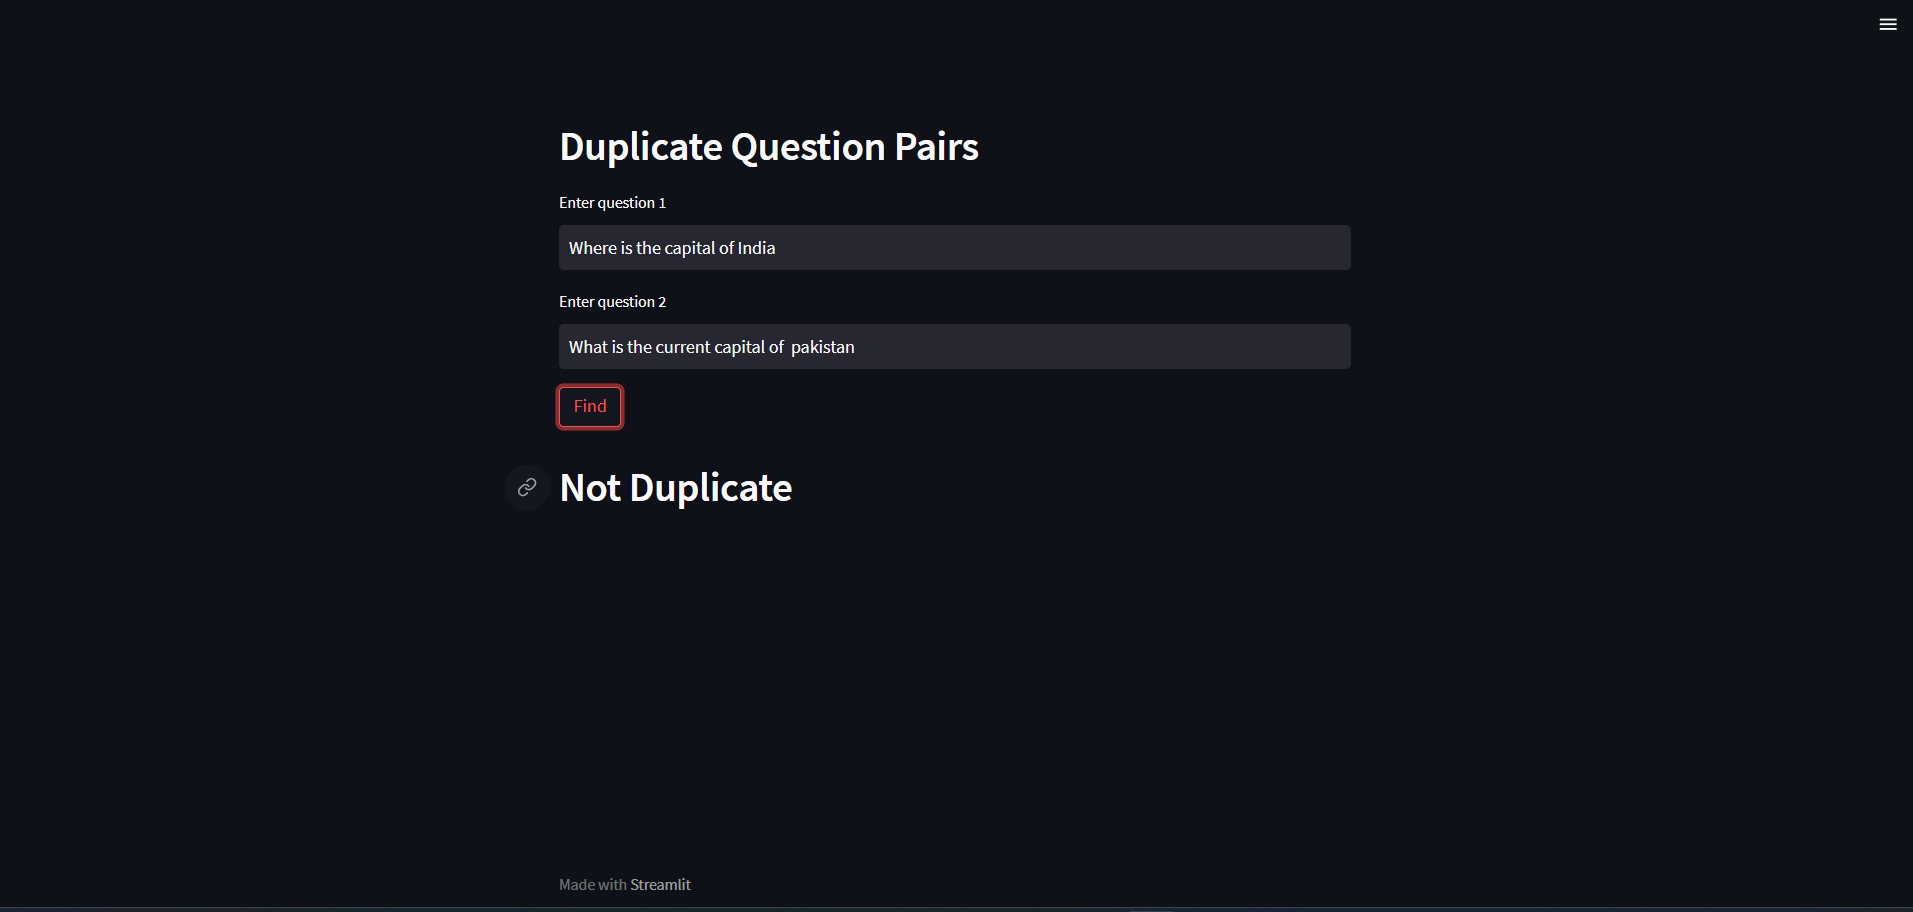 Duplicate Question Pairs
Enter question 1
Where is the capital of India
Enter question 2
What is the current capital of  pakistan
Find
Not Duplicate
Made with Streamlit